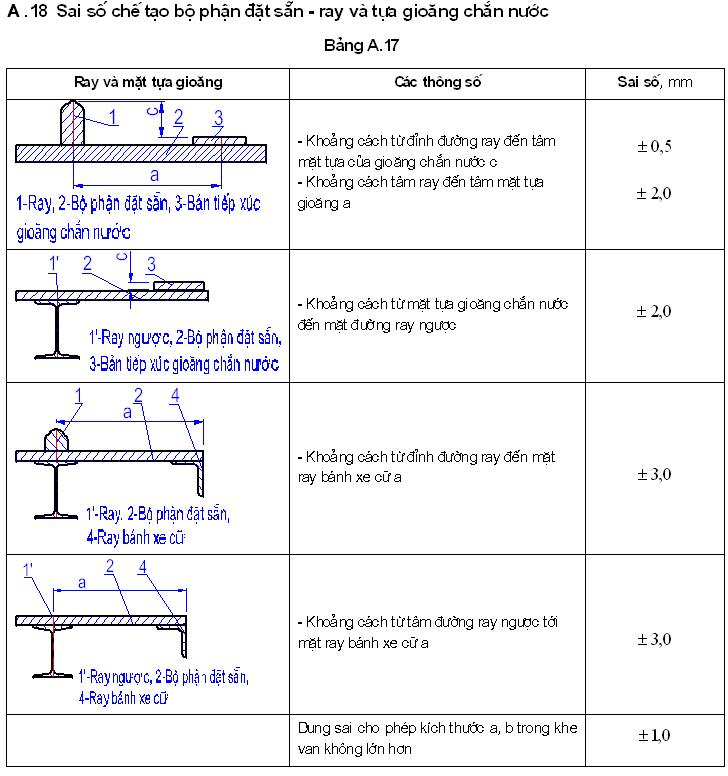 A.18 Sai số chế tạo bộ phận đặt sẵn - ray và tựa gioăng chắn nước
Bảng A.17
Ray và mặt tựa gioăng
Các thông số
Sai số, mm
1
c
2
3
a
1-Ray, 2-Bộ phận đặt sẵn, 3-Bản tiếp xúc
gioăng chắn nước
- Khoảng cách từ đỉnh đường ray đến tâm
mặt tựa của gioăng chắn nước c
- Khoảng cách tâm ray đến tâm mặt tựa
gioăng a
± 0,5
± 2,0
1'
2
c
3
1'-Ray ngược, 2-Bộ phận đặt sẵn,
3-Bản tiếp xúc gioăng chắn nước
- Khoảng cách từ mặt tựa gioăng chắn nước
đến mặt đường ray ngược
± 2,0
1
2
4
a
1'-Ray. 2-Bộ phận đặt sẵn,
4-Ray bánh xe cữ
- Khoảng cách từ đỉnh đường ray đến mặt
ray bánh xe cữ a
± 3,0
1'
2
4
a
1'-Ray ngược, 2-Bộ phận đặt sẵn,
4-Ray bánh xe cữ
- Khoảng cách từ tâm đường ray ngược tới
mặt ray bánh xe cữ a
± 3,0
Dung sai cho phép kích thước a, b trong khe
van không lớn hơn
± 1,0